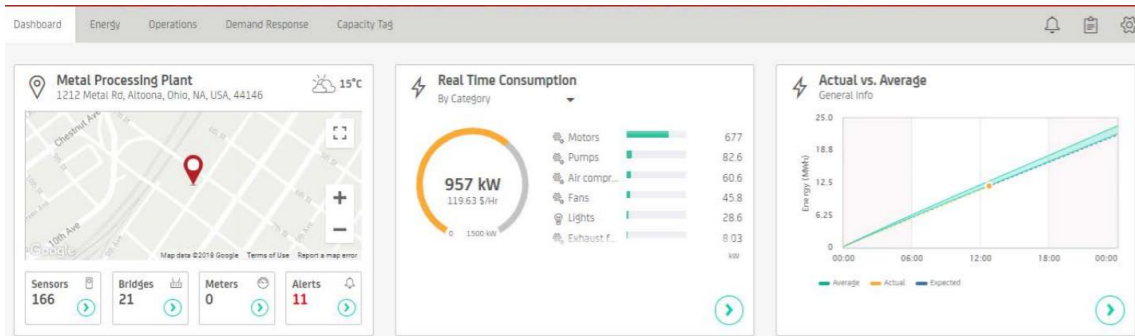 Dashboard Energy Operations Demand Response Capacity Tag
Metal Processing Plant
1212 Metal Rd, Altoona, Ohio, NA, USA, 44146
15°C
Chestnut Ave
10th Ave
Google
Map data ©2018 Google Terms of Use Report a map error
Sensors
166
Bridges
21
Meters
0
Alerts
11
Real Time Consumption
By Category
957 kW
119.63 $/Hr
0 1500 kW
Motors 677
Pumps 82.6
Air compr... 60.6
Fans 45.8
Lights 28.6
Exhaust f... 8.03
kW
Actual vs. Average
General Info
Energy (MWh)
25.0
18.8
12.5
6.25
0
00:00 06:00 12:00 18:00 00:00
Average Actual Expected